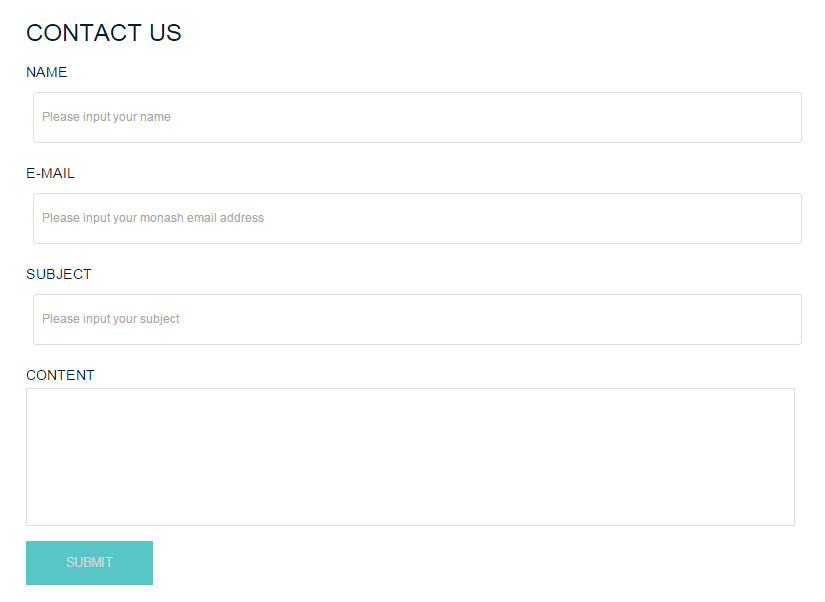 CONTACT US
NAME
Please input your name
E-MAIL
Please input your monash email address
SUBJECT
Please input your subject
CONTENT
SUBMIT